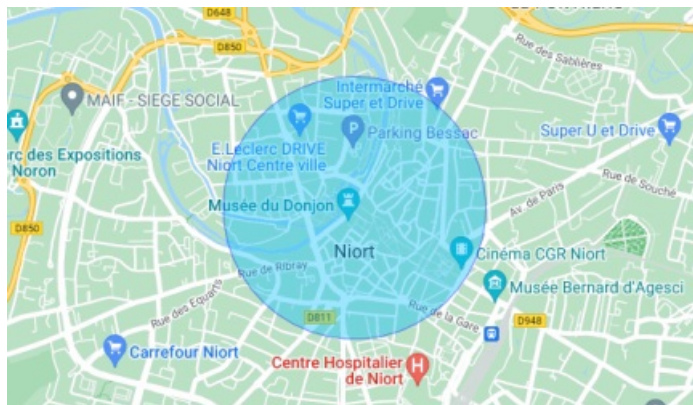 LE PONTREAU
D648
D850
Rue des Sablières
Intermarché
Super et Drive
MAIF - SIEGE SOCIAL
P
Parking Bessac
Super U et Drive
E.Leclerc DRIVE
Niort Centre ville
rc des Expositions
Noron
Rue de Souché
Av. de Paris
Musée du Donjon
D850
Niort
Cinéma CGR Niort
Rue de Ribray
Musée Bernard d'Agesci
Rue des Equarts
D811
Rue de la Gare
D948
Carrefour Niort
Centre Hospitalier
de Niort
H